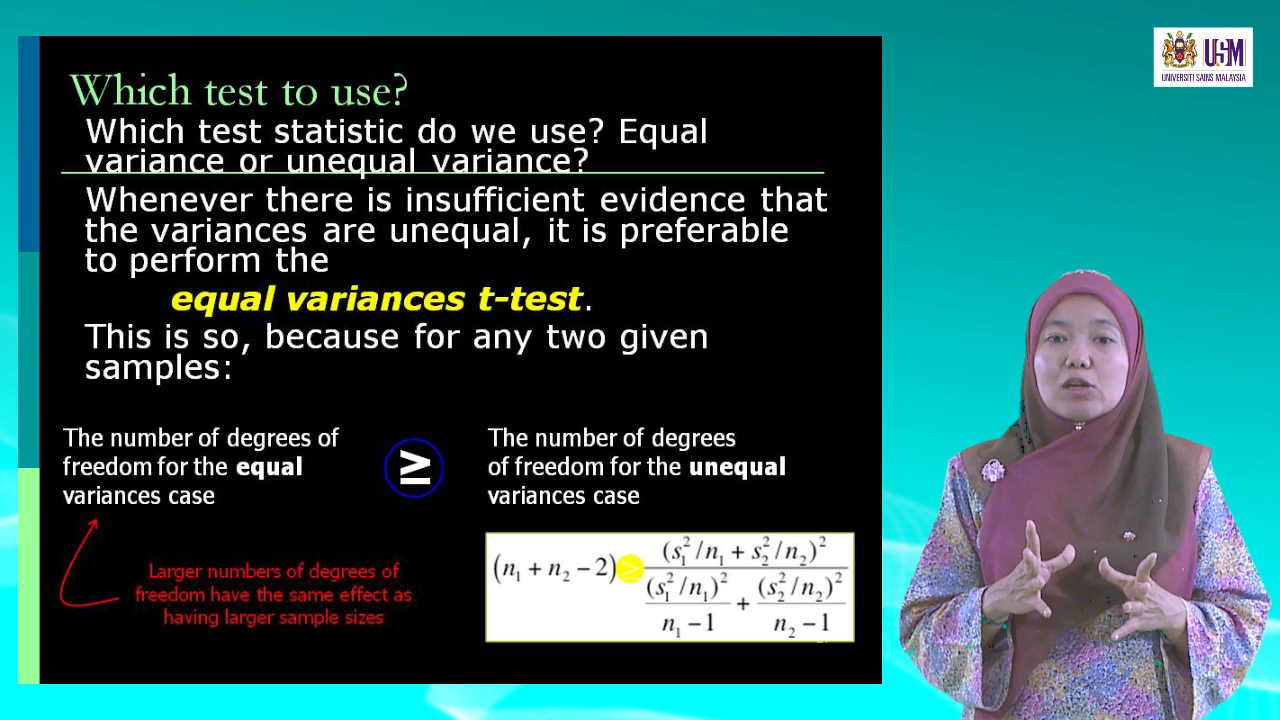 USM
UNIVERSITI SAINS MALAYSIA
Which test to use?
Which test statistic do we use? Equal
variance or unequal variance?
Whenever there is insufficient evidence that
the variances are unequal, it is preferable
to perform the
equal variances t-test.
This is so, because for any two given
samples:
The number of degrees of
freedom for the equal
variances case
≥
The number of degrees
of freedom for the unequal
variances case
Larger numbers of degrees of
freedom have the same effect as
having larger sample sizes
(n₁ + n₂ − 2) ≥ (s₁²/n₁ + s₂²/n₂)² / ((s₁²/n₁)²/(n₁ − 1) + (s₂²/n₂)²/(n₂ − 1))